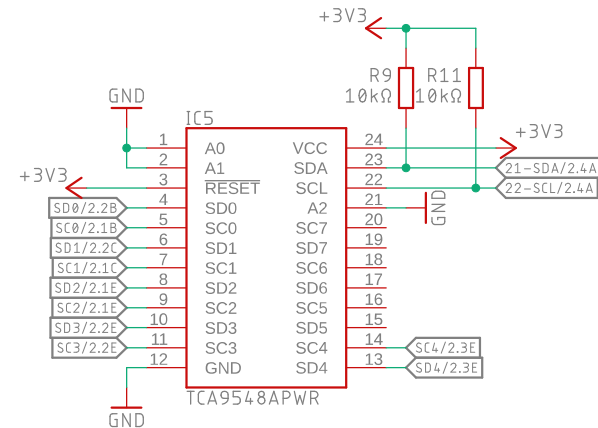 +3V3
R9
R11
10kΩ
10kΩ
GND
IC5
+3V3
1
A0
VCC
24
2
A1
SDA
23
21-SDA/2.4A
+3V3
3
RESET
SCL
22
22-SCL/2.4A
SD0/2.2B
4
SD0
A2
21
GND
SC0/2.1B
5
SC0
SC7
20
SD1/2.2C
6
SD1
SD7
19
SC1/2.1C
7
SC1
SC6
18
SD2/2.1E
8
SD2
SD6
17
SC2/2.1E
9
SC2
SC5
16
SD3/2.2E
10
SD3
SD5
15
SC3/2.2E
11
SC3
SC4
14
SC4/2.3E
12
GND
SD4
13
SD4/2.3E
TCA9548APWR
GND